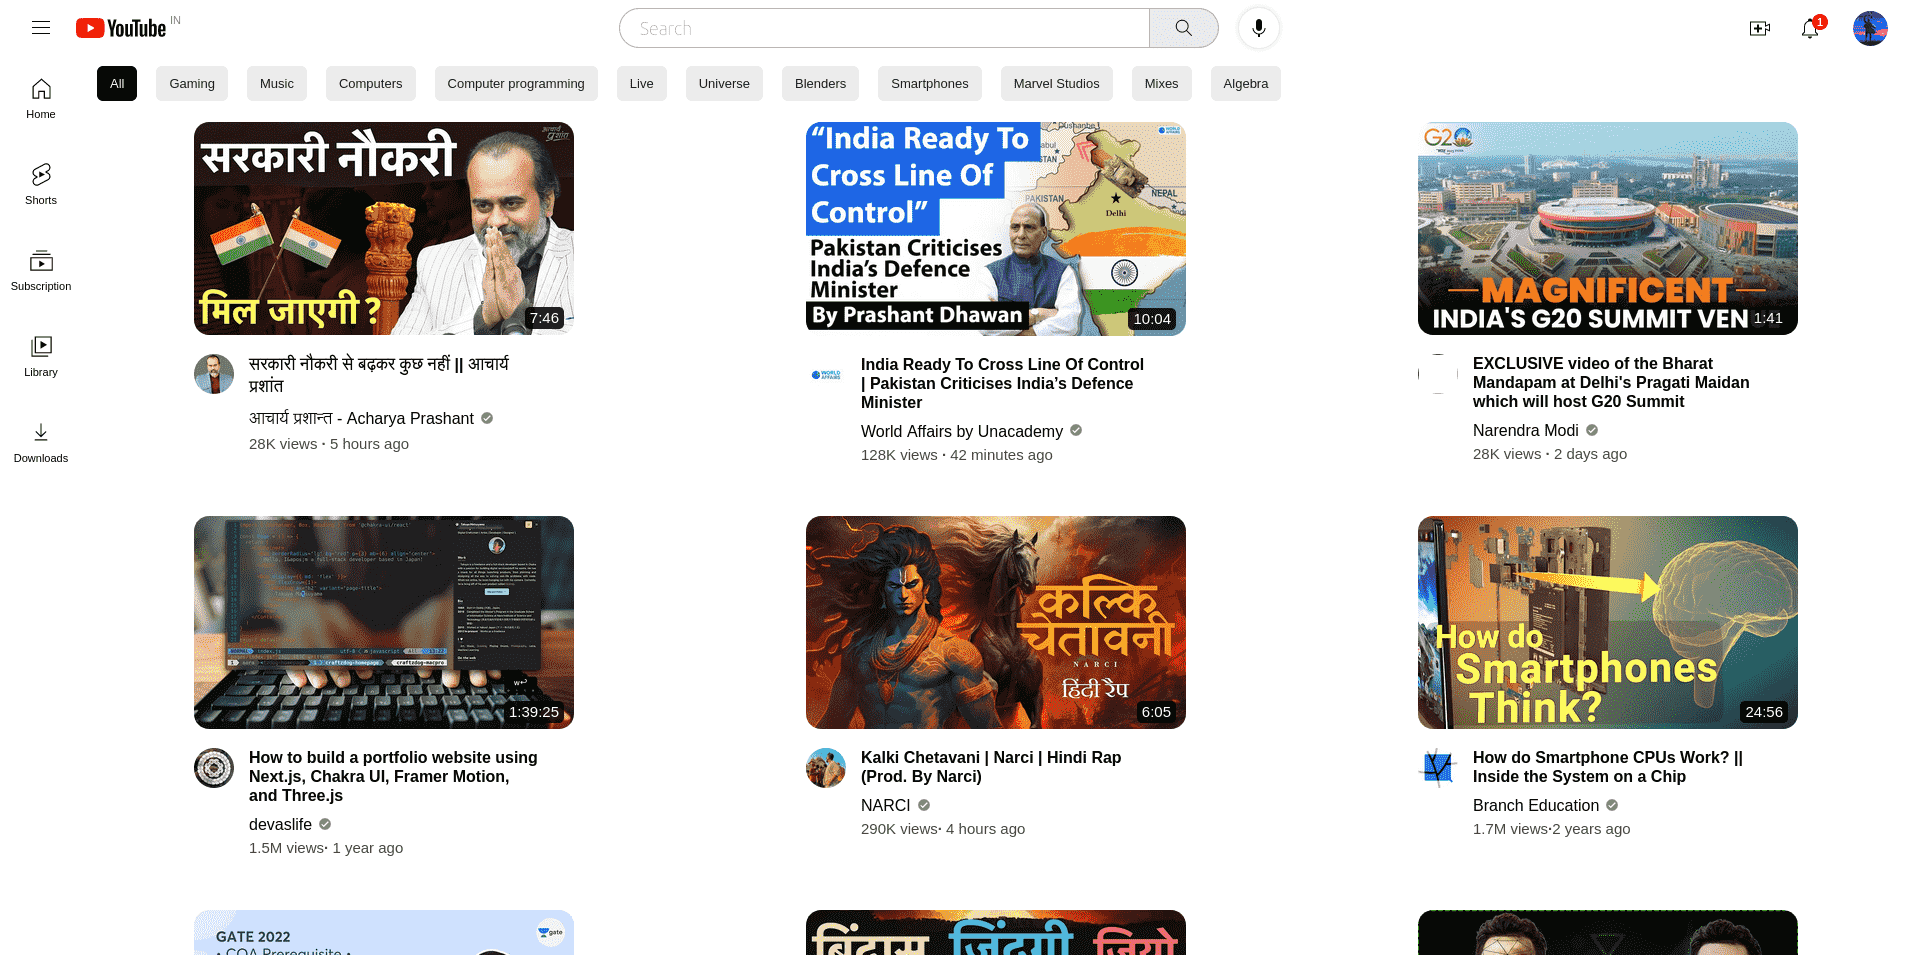 YouTube IN
Search
1
All
Gaming
Music
Computers
Computer programming
Live
Universe
Blenders
Smartphones
Marvel Studios
Mixes
Algebra
Home
Shorts
Subscription
Library
Downloads
आचार्य
प्रशांत
सरकारी नौकरी
मिल जाएगी?
7:46
सरकारी नौकरी से बढ़कर कुछ नहीं || आचार्य
प्रशांत
आचार्य प्रशान्त - Acharya Prashant
28K views • 5 hours ago
“India Ready To
Cross Line Of
Control”
Pakistan Criticises
India’s Defence
Minister
By Prashant Dhawan
WORLD
AFFAIRS
Dushanbe
PAKISTAN
NEPAL
Delhi
10:04
WORLD
AFFAIRS
India Ready To Cross Line Of Control
| Pakistan Criticises India’s Defence
Minister
World Affairs by Unacademy
128K views • 42 minutes ago
G20
MAGNIFICENT
INDIA'S G20 SUMMIT VEN
1:41
EXCLUSIVE video of the Bharat
Mandapam at Delhi's Pragati Maidan
which will host G20 Summit
Narendra Modi
28K views • 2 days ago
1:39:25
How to build a portfolio website using
Next.js, Chakra UI, Framer Motion,
and Three.js
devaslife
1.5M views• 1 year ago
कल्कि
चेतावनी
NARCI
हिंदी रैप
6:05
Kalki Chetavani | Narci | Hindi Rap
(Prod. By Narci)
NARCI
290K views• 4 hours ago
How do
Smartphones
Think?
24:56
How do Smartphone CPUs Work? ||
Inside the System on a Chip
Branch Education
1.7M views•2 years ago
GATE 2022
• COA Prerequisite •
gate
बिंदास ज़िंदगी जियो